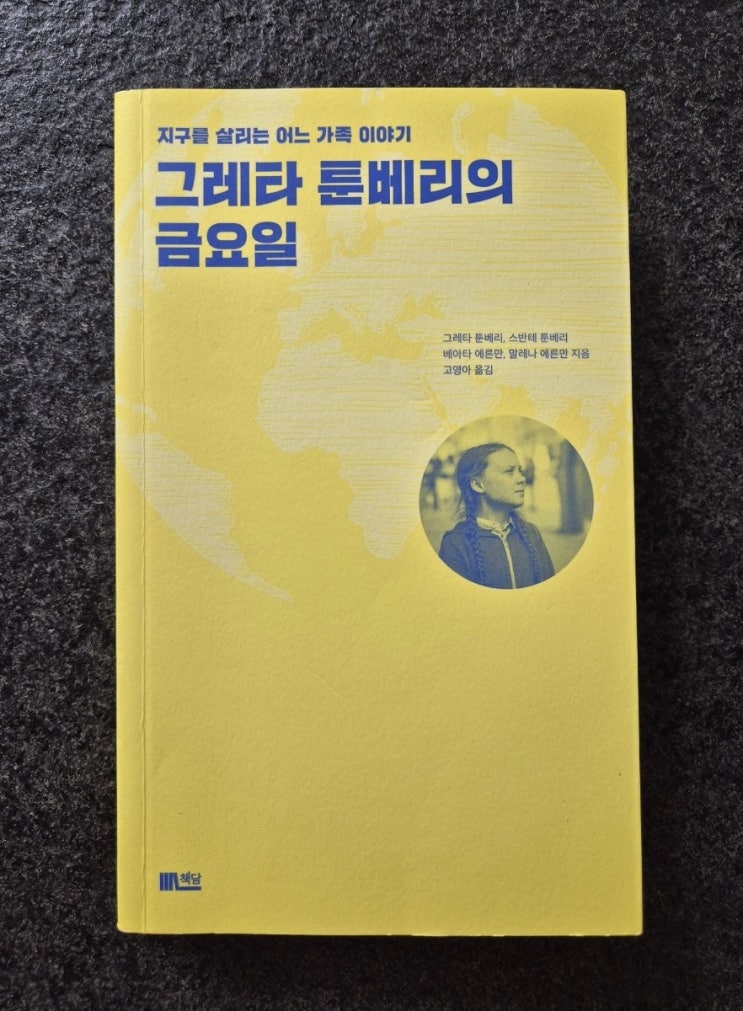 지구를 살리는 어느 가족 이야기
그레타 툰베리의
금요일
그레타 툰베리, 스반테 툰베리
베아타 에른만, 말레나 에른만 지음
고영아 옮김
책담